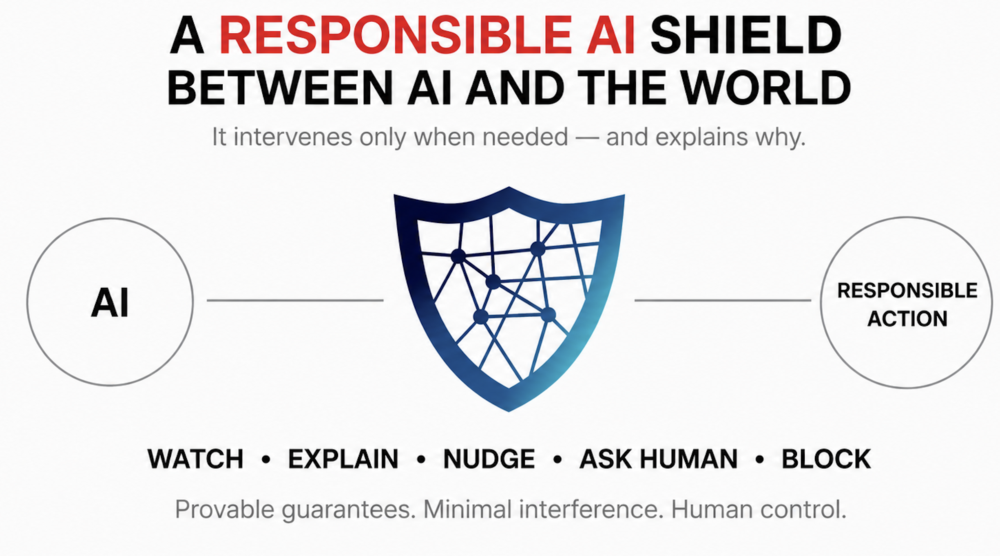 A RESPONSIBLE AI SHIELD
BETWEEN AI AND THE WORLD
It intervenes only when needed — and explains why.
AI
RESPONSIBLE
ACTION
WATCH • EXPLAIN • NUDGE • ASK HUMAN • BLOCK
Provable guarantees. Minimal interference. Human control.